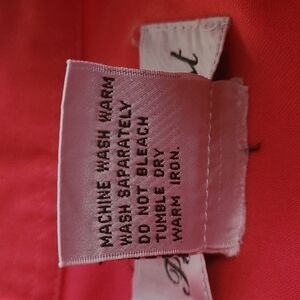 MACHINE WASH WARM
WASH SAPARATELY
DO NOT BLEACH
TUMBLE DRY
WARM IRON.